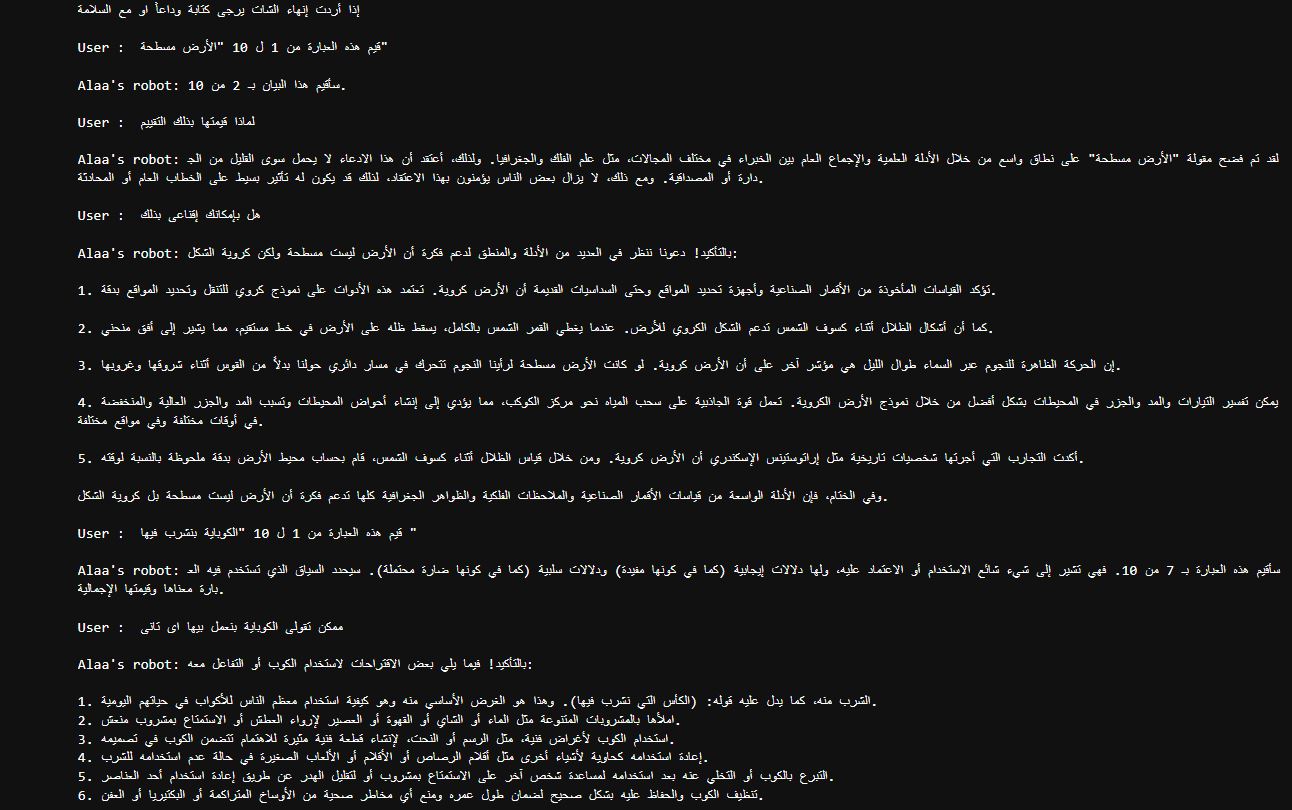 إذا أردت إنهاء الشات يرجى كتابة وداعاً او مع السلامة
User :  قيم هذه العبارة من 1 ل 10 "الأرض مسطحة"
Alaa's robot: سأقيم هذا البيان بـ 2 من 10.
User :  لماذا قيمتها بذلك التقييم
Alaa's robot: لقد تم فضح مقولة "الأرض مسطحة" على نطاق واسع من خلال الأدلة العلمية والإجماع العام بين الخبراء في مختلف المجالات، مثل علم الفلك والجغرافيا. ولذلك، أعتقد أن هذا الادعاء لا يحمل سوى القليل من الج
دارة أو المصداقية. ومع ذلك، لا يزال بعض الناس يؤمنون بهذا الاعتقاد، لذلك قد يكون له تأثير بسيط على الخطاب العام أو المحادثة.
User :  هل بإمكانك إقناعى بذلك
Alaa's robot: بالتأكيد! دعونا ننظر في العديد من الأدلة والمنطق لدعم فكرة أن الأرض ليست مسطحة ولكن كروية الشكل:
1. تؤكد القياسات المأخوذة من الأقمار الصناعية وأجهزة تحديد المواقع وحتى السداسيات القديمة أن الأرض كروية. تعتمد هذه الأدوات على نموذج كروي للتنقل وتحديد المواقع بدقة.
2. كما أن أشكال الظلال أثناء كسوف الشمس تدعم الشكل الكروي للأرض. عندما يغطي القمر الشمس بالكامل، يسقط ظله على الأرض في خط مستقيم، مما يشير إلى أفق منحني.
3. إن الحركة الظاهرة للنجوم عبر السماء طوال الليل هي مؤشر آخر على أن الأرض كروية. لو كانت الأرض مسطحة لرأينا النجوم تتحرك في مسار دائري حولنا بدلاً من القوس أثناء شروقها وغروبها.
4. يمكن تفسير التيارات والمد والجزر في المحيطات بشكل أفضل من خلال نموذج الأرض الكروية. تعمل قوة الجاذبية على سحب المياه نحو مركز الكوكب، مما يؤدي إلى إنشاء أحواض المحيطات وتسبب المد والجزر العالية والمنخفضة
في أوقات مختلفة وفي مواقع مختلفة.
5. أكدت التجارب التي أجرتها شخصيات تاريخية مثل إراتوستينس الإسكندري أن الأرض كروية. ومن خلال قياس الظلال أثناء كسوف الشمس، قام بحساب محيط الأرض بدقة ملحوظة بالنسبة لوقته.
وفي الختام، فإن الأدلة الواسعة من قياسات الأقمار الصناعية والملاحظات الفلكية والظواهر الجغرافية كلها تدعم فكرة أن الأرض ليست مسطحة بل كروية الشكل.
User :  قيم هذه العبارة من 1 ل 10 "الكوباية بنشرب فيها "
Alaa's robot: سأقيم هذه العبارة بـ 7 من 10. فهي تشير إلى شيء شائع الاستخدام أو الاعتماد عليه، ولها دلالات إيجابية (كما في كونها مفيدة) ودلالات سلبية (كما في كونها ضارة محتملة). سيحدد السياق الذي تستخدم فيه الع
بارة معناها وقيمتها الإجمالية.
User :  ممكن تقولى الكوباية بنعمل بيها اى تانى
Alaa's robot: بالتأكيد! فيما يلي بعض الاقتراحات لاستخدام الكوب أو التفاعل معه:
1. الشرب منه، كما يدل عليه قوله: (الكأس التي نشرب فيها). وهذا هو الغرض الأساسي منه وهو كيفية استخدام معظم الناس للأكواب في حياتهم اليومية.
2. املأها بالمشروبات المتنوعة مثل الماء أو الشاي أو القهوة أو العصير لإرواء العطش أو الاستمتاع بمشروب منعش.
3. استخدام الكوب لأغراض فنية، مثل الرسم أو النحت، لإنشاء قطعة فنية مثيرة للاهتمام تتضمن الكوب في تصميمه.
4. إعادة استخدامه كحاوية لأشياء أخرى مثل أقلام الرصاص أو الأقلام أو الألعاب الصغيرة في حالة عدم استخدامه للشرب.
5. التبرع بالكوب أو التخلي عنه بعد استخدامه لمساعدة شخص آخر على الاستمتاع بمشروب أو لتقليل الهدر عن طريق إعادة استخدام أحد العناصر.
6. تنظيف الكوب والحفاظ عليه بشكل صحيح لضمان طول عمره ومنع أي مخاطر صحية من الأوساخ المتراكمة أو البكتيريا أو العفن.